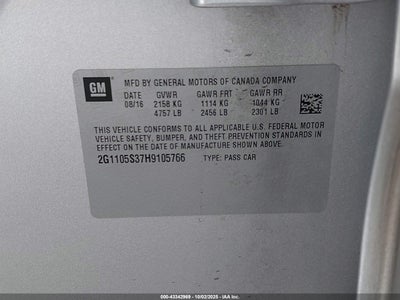 GM
MFD BY GENERAL MOTORS OF CANADA COMPANY
DATE GVWR GAWR FRT GAWR RR
08/16 2158 KG 1114 KG 1044 KG
4757 LB 2456 LB 2301 LB
THIS VEHICLE CONFORMS TO ALL APPLICABLE U.S. FEDERAL MOTOR
VEHICLE SAFETY, BUMPER, AND THEFT PREVENTION STANDARDS IN
EFFECT ON THE DATE OF MANUFACTURE SHOWN ABOVE.
2G1105S37H9105766 TYPE: PASS CAR
000-43342969 - 10/02/2025 - IAA Inc.